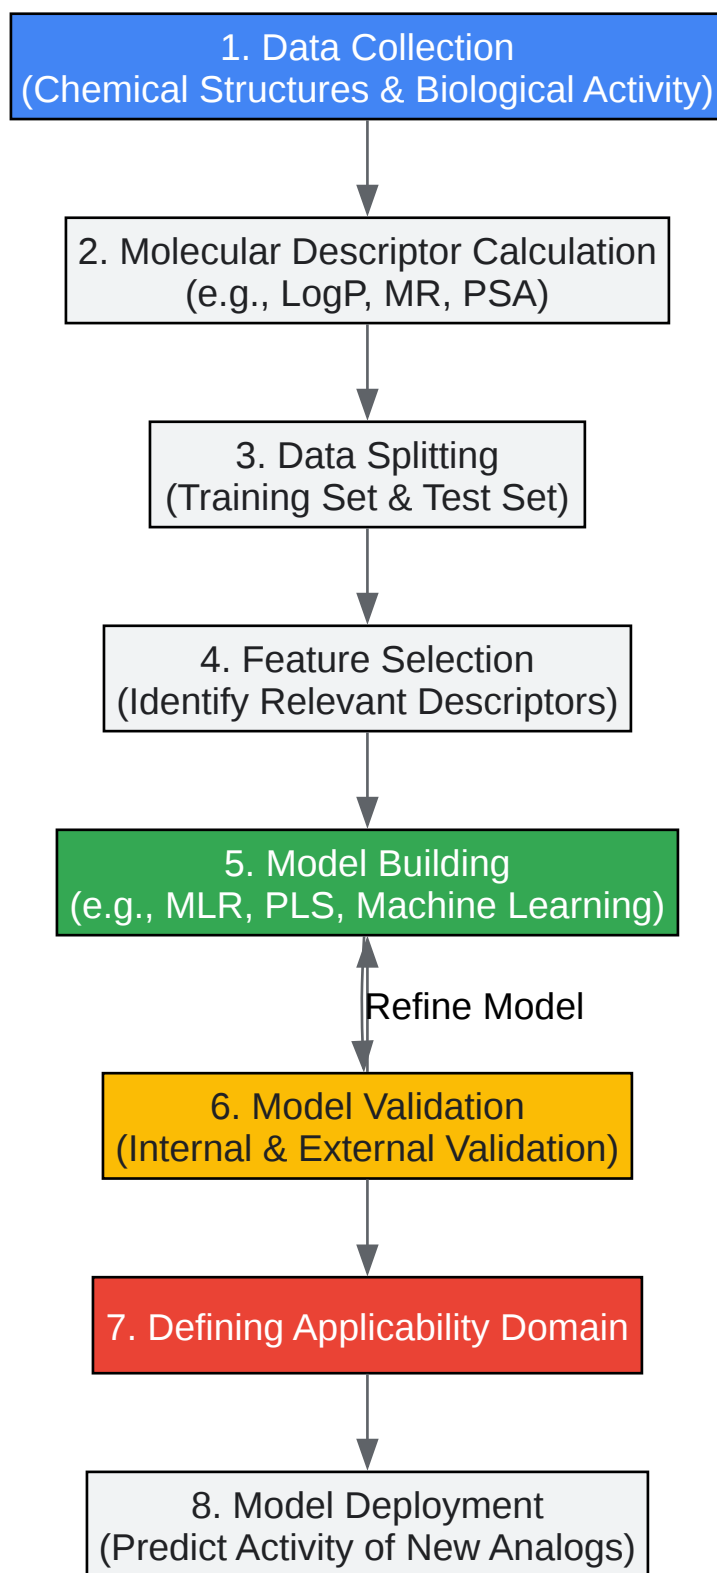 1. Data Collection
(Chemical Structures & Biological Activity)
2. Molecular Descriptor Calculation
(e.g., LogP, MR, PSA)
3. Data Splitting
(Training Set & Test Set)
4. Feature Selection
(Identify Relevant Descriptors)
5. Model Building
(e.g., MLR, PLS, Machine Learning)
Refine Model
6. Model Validation
(Internal & External Validation)
7. Defining Applicability Domain
8. Model Deployment
(Predict Activity of New Analogs)